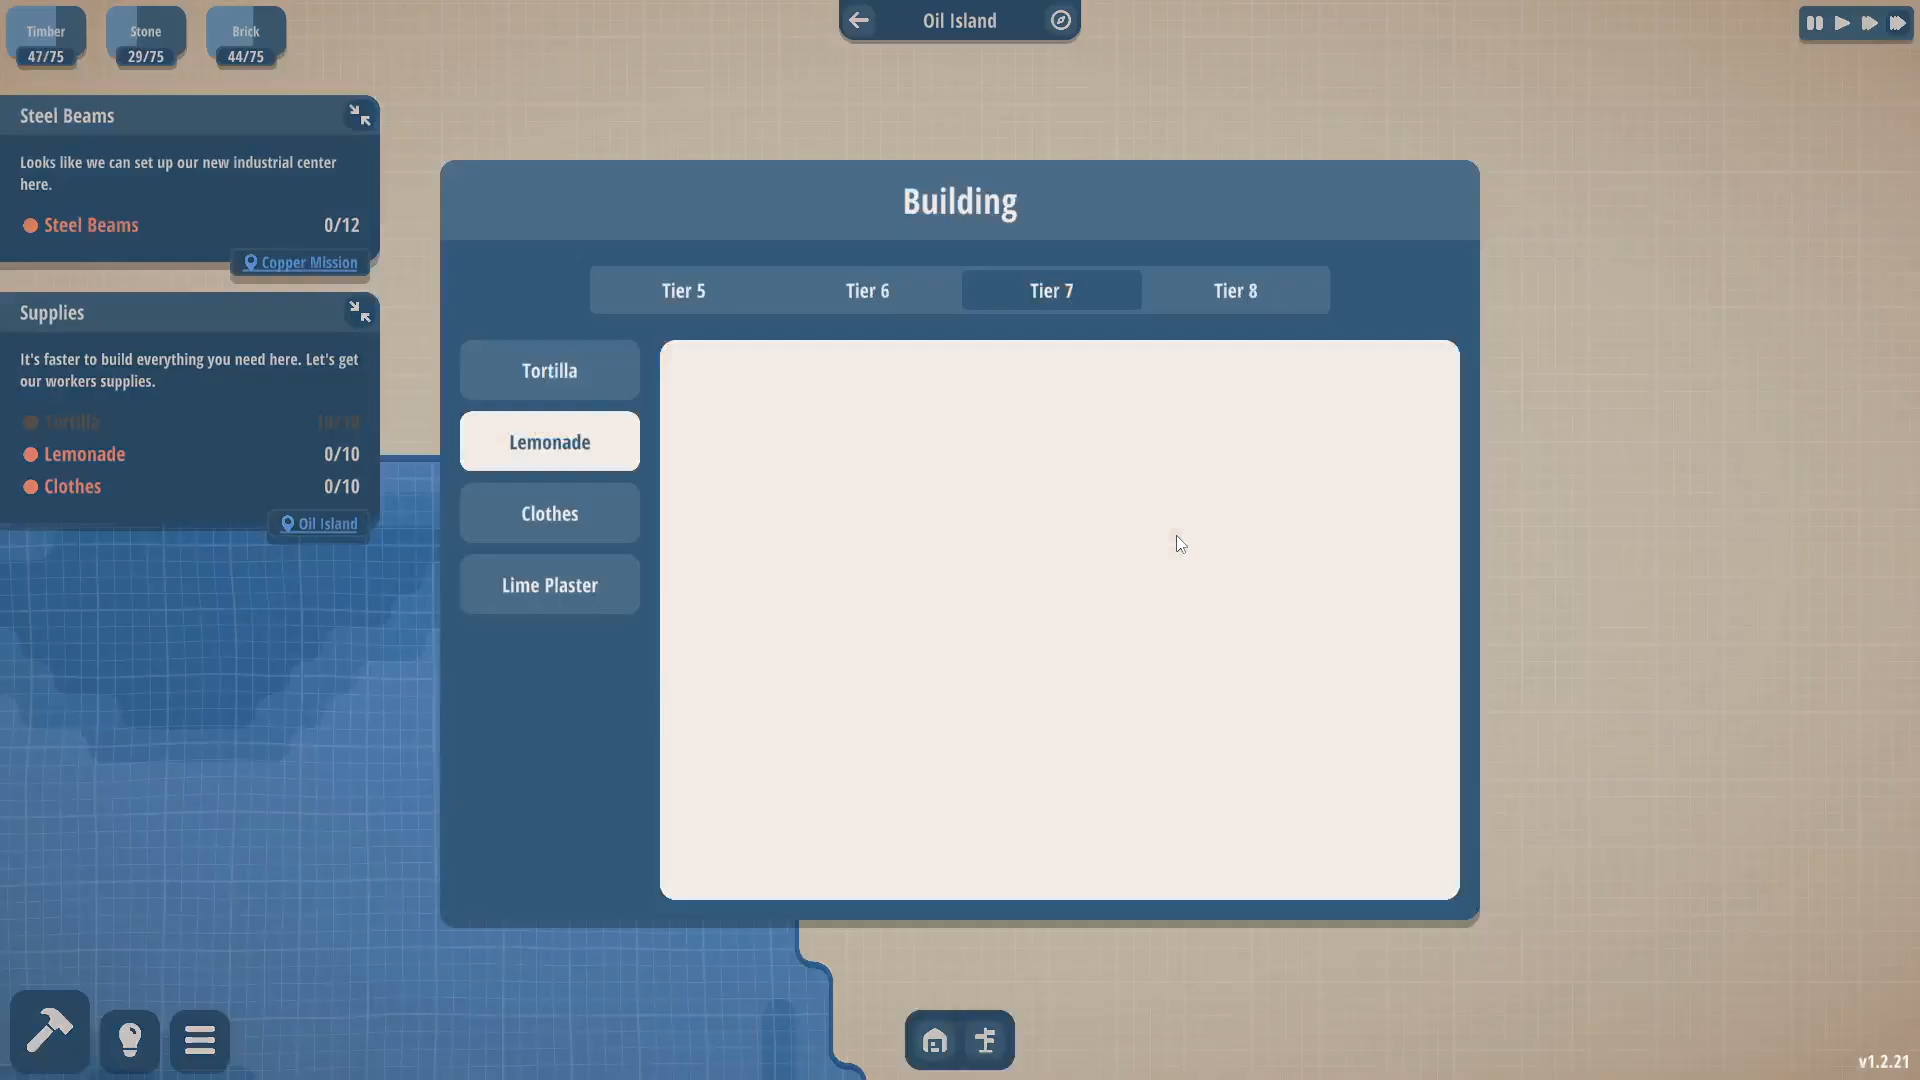 Timber
47/75
Stone
29/75
Brick
44/75
Oil Island
Steel Beams
Looks like we can set up our new industrial center
here.
Steel Beams 0/12
Copper Mission
Supplies
It's faster to build everything you need here. Let's get
our workers supplies.
Tortilla 10/10
Lemonade 0/10
Clothes 0/10
Oil Island
Building
Tier 5
Tier 6
Tier 7
Tier 8
Tortilla
Lemonade
Clothes
Lime Plaster
v1.2.21